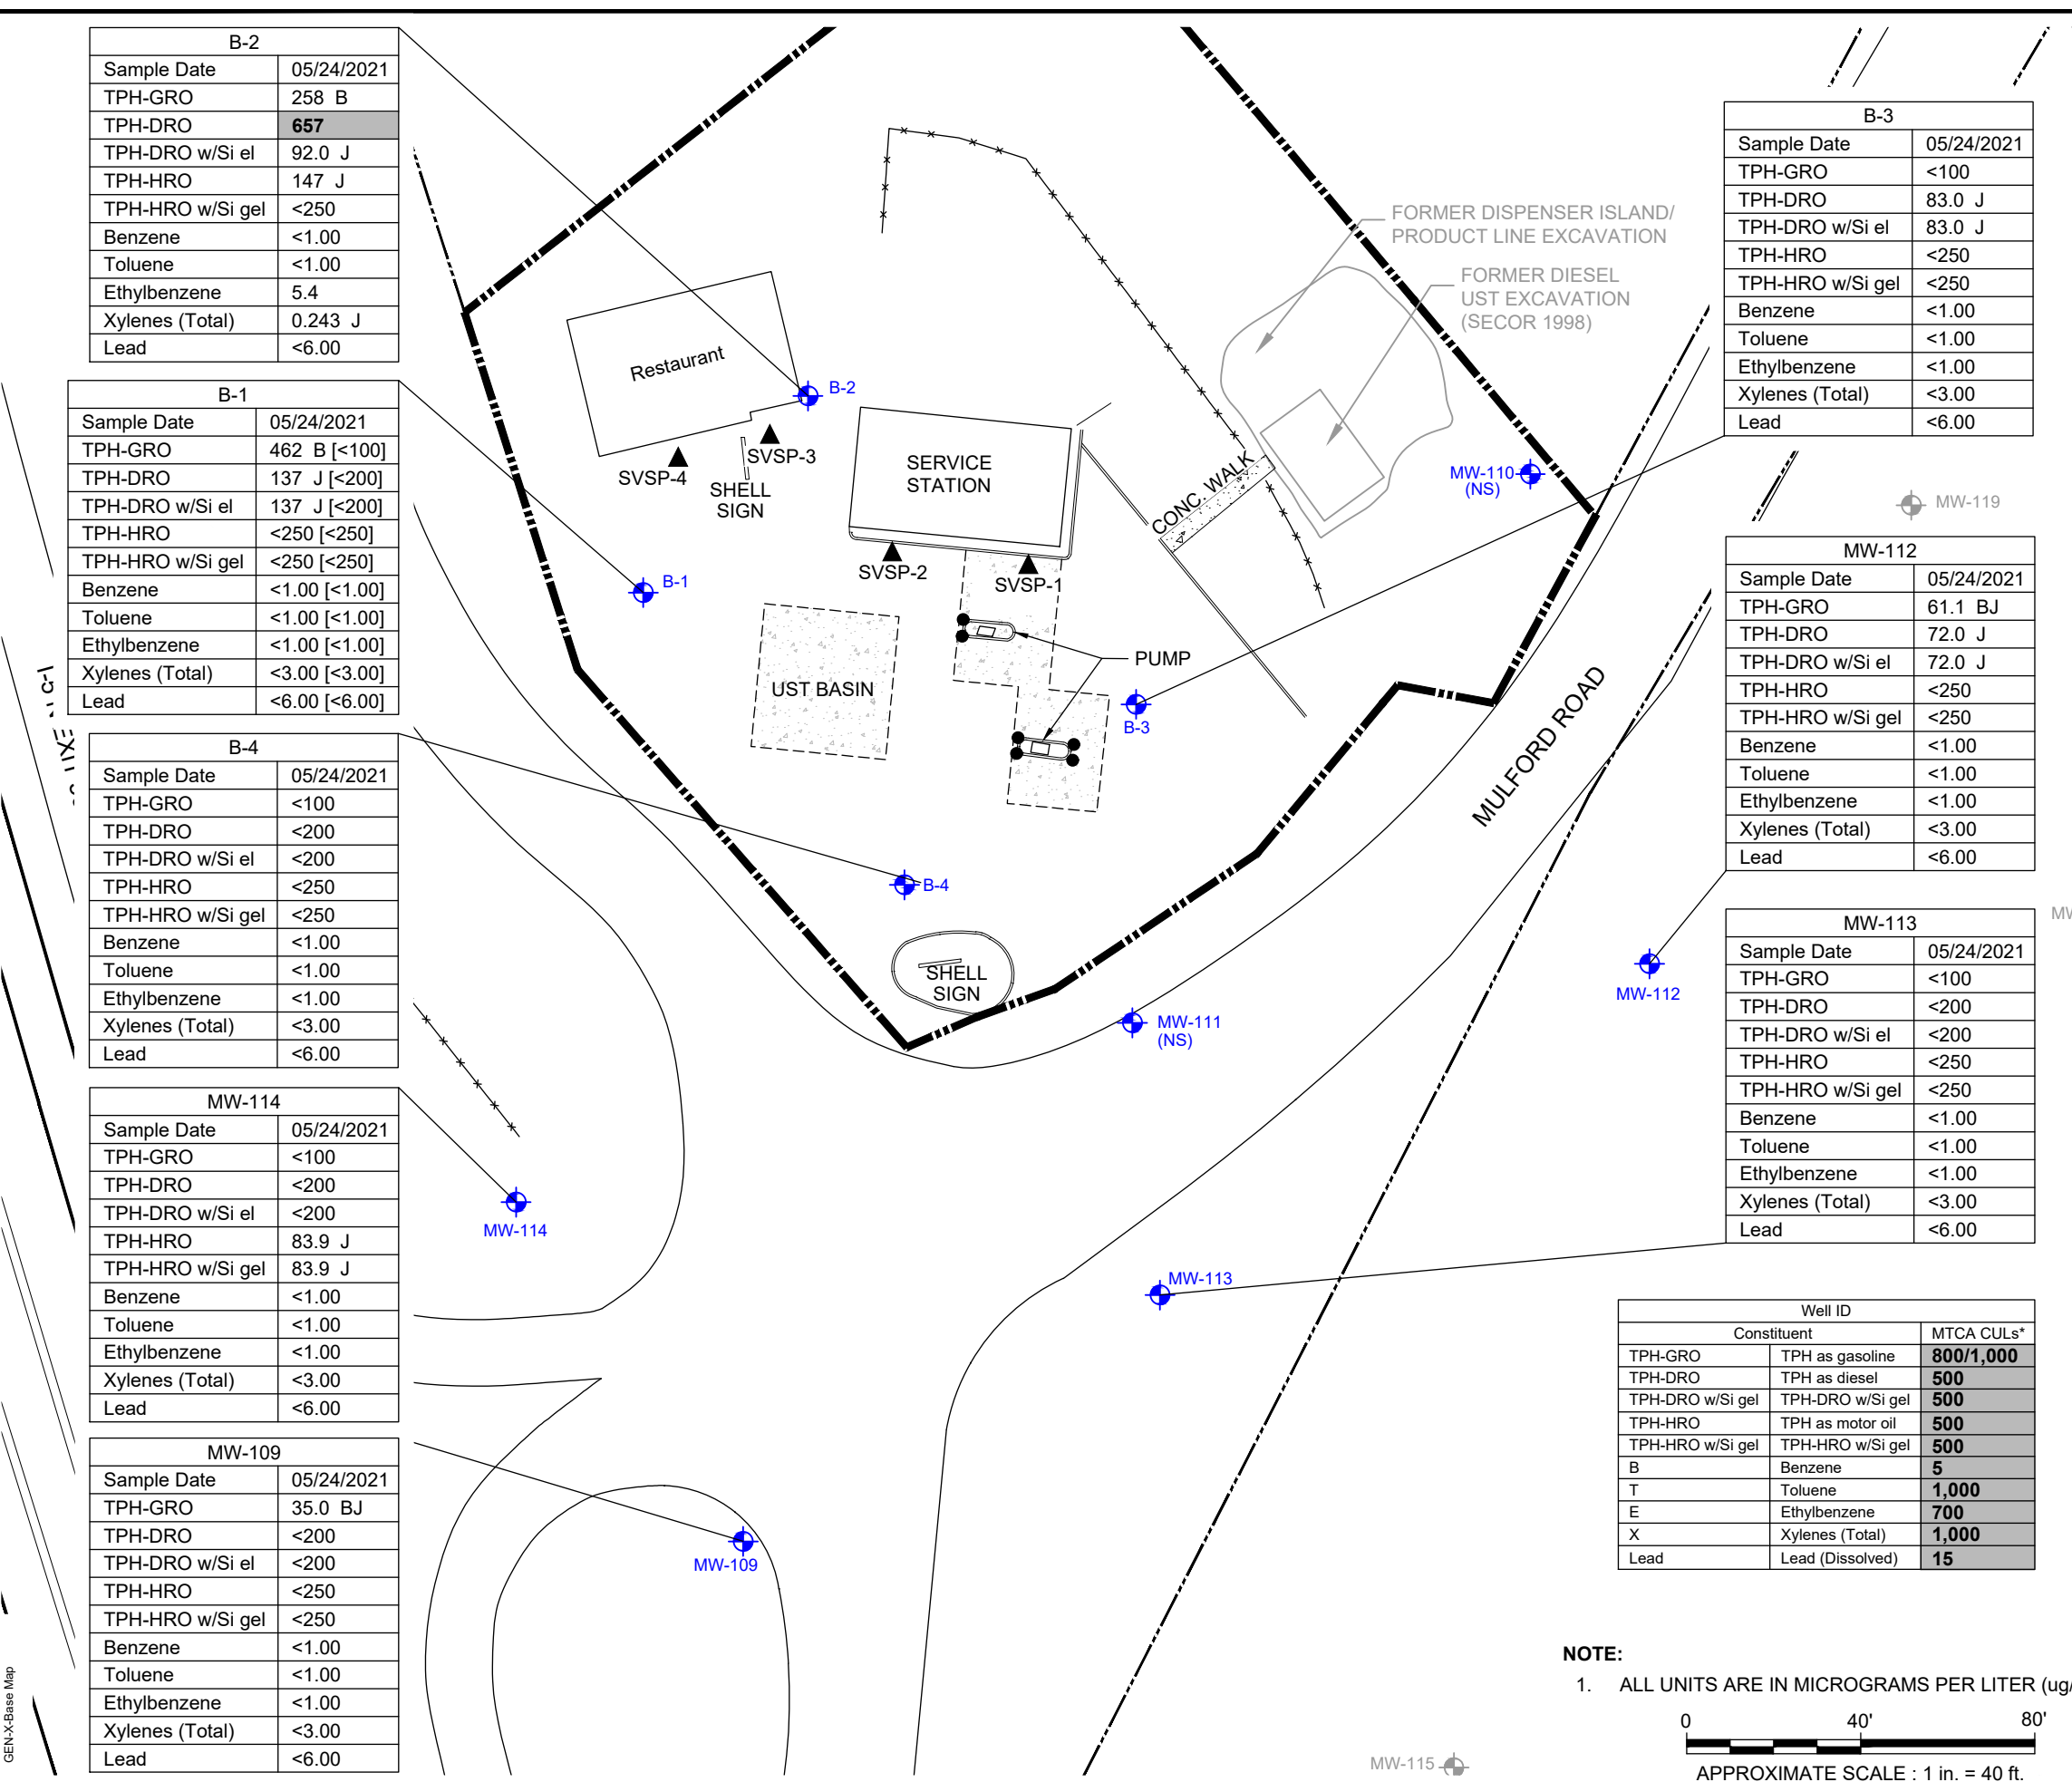 B-2
Sample Date 05/24/2021
TPH-GRO 258 B
TPH-DRO 657
TPH-DRO w/Si el 92.0 J
TPH-HRO 147 J
TPH-HRO w/Si gel <250
Benzene <1.00
Toluene <1.00
Ethylbenzene 5.4
Xylenes (Total) 0.243 J
Lead <6.00
B-1
Sample Date 05/24/2021
TPH-GRO 462 B [<100]
TPH-DRO 137 J [<200]
TPH-DRO w/Si el 137 J [<200]
TPH-HRO <250 [<250]
TPH-HRO w/Si gel <250 [<250]
Benzene <1.00 [<1.00]
Toluene <1.00 [<1.00]
Ethylbenzene <1.00 [<1.00]
Xylenes (Total) <3.00 [<3.00]
Lead <6.00 [<6.00]
B-4
Sample Date 05/24/2021
TPH-GRO <100
TPH-DRO <200
TPH-DRO w/Si el <200
TPH-HRO <250
TPH-HRO w/Si gel <250
Benzene <1.00
Toluene <1.00
Ethylbenzene <1.00
Xylenes (Total) <3.00
Lead <6.00
MW-114
Sample Date 05/24/2021
TPH-GRO <100
TPH-DRO <200
TPH-DRO w/Si el <200
TPH-HRO 83.9 J
TPH-HRO w/Si gel 83.9 J
Benzene <1.00
Toluene <1.00
Ethylbenzene <1.00
Xylenes (Total) <3.00
Lead <6.00
MW-109
Sample Date 05/24/2021
TPH-GRO 35.0 BJ
TPH-DRO <200
TPH-DRO w/Si el <200
TPH-HRO <250
TPH-HRO w/Si gel <250
Benzene <1.00
Toluene <1.00
Ethylbenzene <1.00
Xylenes (Total) <3.00
Lead <6.00
GEN-X-Base Map
Restaurant
B-2
SVSP-3
SVSP-4
SHELL
SIGN
SERVICE
STATION
SVSP-2
SVSP-1
CONC. WALK
FORMER DISPENSER ISLAND/
PRODUCT LINE EXCAVATION
FORMER DIESEL
UST EXCAVATION
(SECOR 1998)
MW-110
(NS)
B-1
UST BASIN
PUMP
B-3
B-4
SHELL
SIGN
MW-111
(NS)
MULFORD ROAD
MW-112
MW-114
MW-113
MW-109
MW-115
MW-119
B-3
Sample Date 05/24/2021
TPH-GRO <100
TPH-DRO 83.0 J
TPH-DRO w/Si el 83.0 J
TPH-HRO <250
TPH-HRO w/Si gel <250
Benzene <1.00
Toluene <1.00
Ethylbenzene <1.00
Xylenes (Total) <3.00
Lead <6.00
MW-112
Sample Date 05/24/2021
TPH-GRO 61.1 BJ
TPH-DRO 72.0 J
TPH-DRO w/Si el 72.0 J
TPH-HRO <250
TPH-HRO w/Si gel <250
Benzene <1.00
Toluene <1.00
Ethylbenzene <1.00
Xylenes (Total) <3.00
Lead <6.00
MW-113
Sample Date 05/24/2021
TPH-GRO <100
TPH-DRO <200
TPH-DRO w/Si el <200
TPH-HRO <250
TPH-HRO w/Si gel <250
Benzene <1.00
Toluene <1.00
Ethylbenzene <1.00
Xylenes (Total) <3.00
Lead <6.00
Well ID
Constituent MTCA CULs*
TPH-GRO TPH as gasoline 800/1,000
TPH-DRO TPH as diesel 500
TPH-DRO w/Si gel TPH-DRO w/Si gel 500
TPH-HRO TPH as motor oil 500
TPH-HRO w/Si gel TPH-HRO w/Si gel 500
B Benzene 5
T Toluene 1,000
E Ethylbenzene 700
X Xylenes (Total) 1,000
Lead Lead (Dissolved) 15
NOTE:
1. ALL UNITS ARE IN MICROGRAMS PER LITER (ug/
0 40' 80'
APPROXIMATE SCALE : 1 in. = 40 ft.